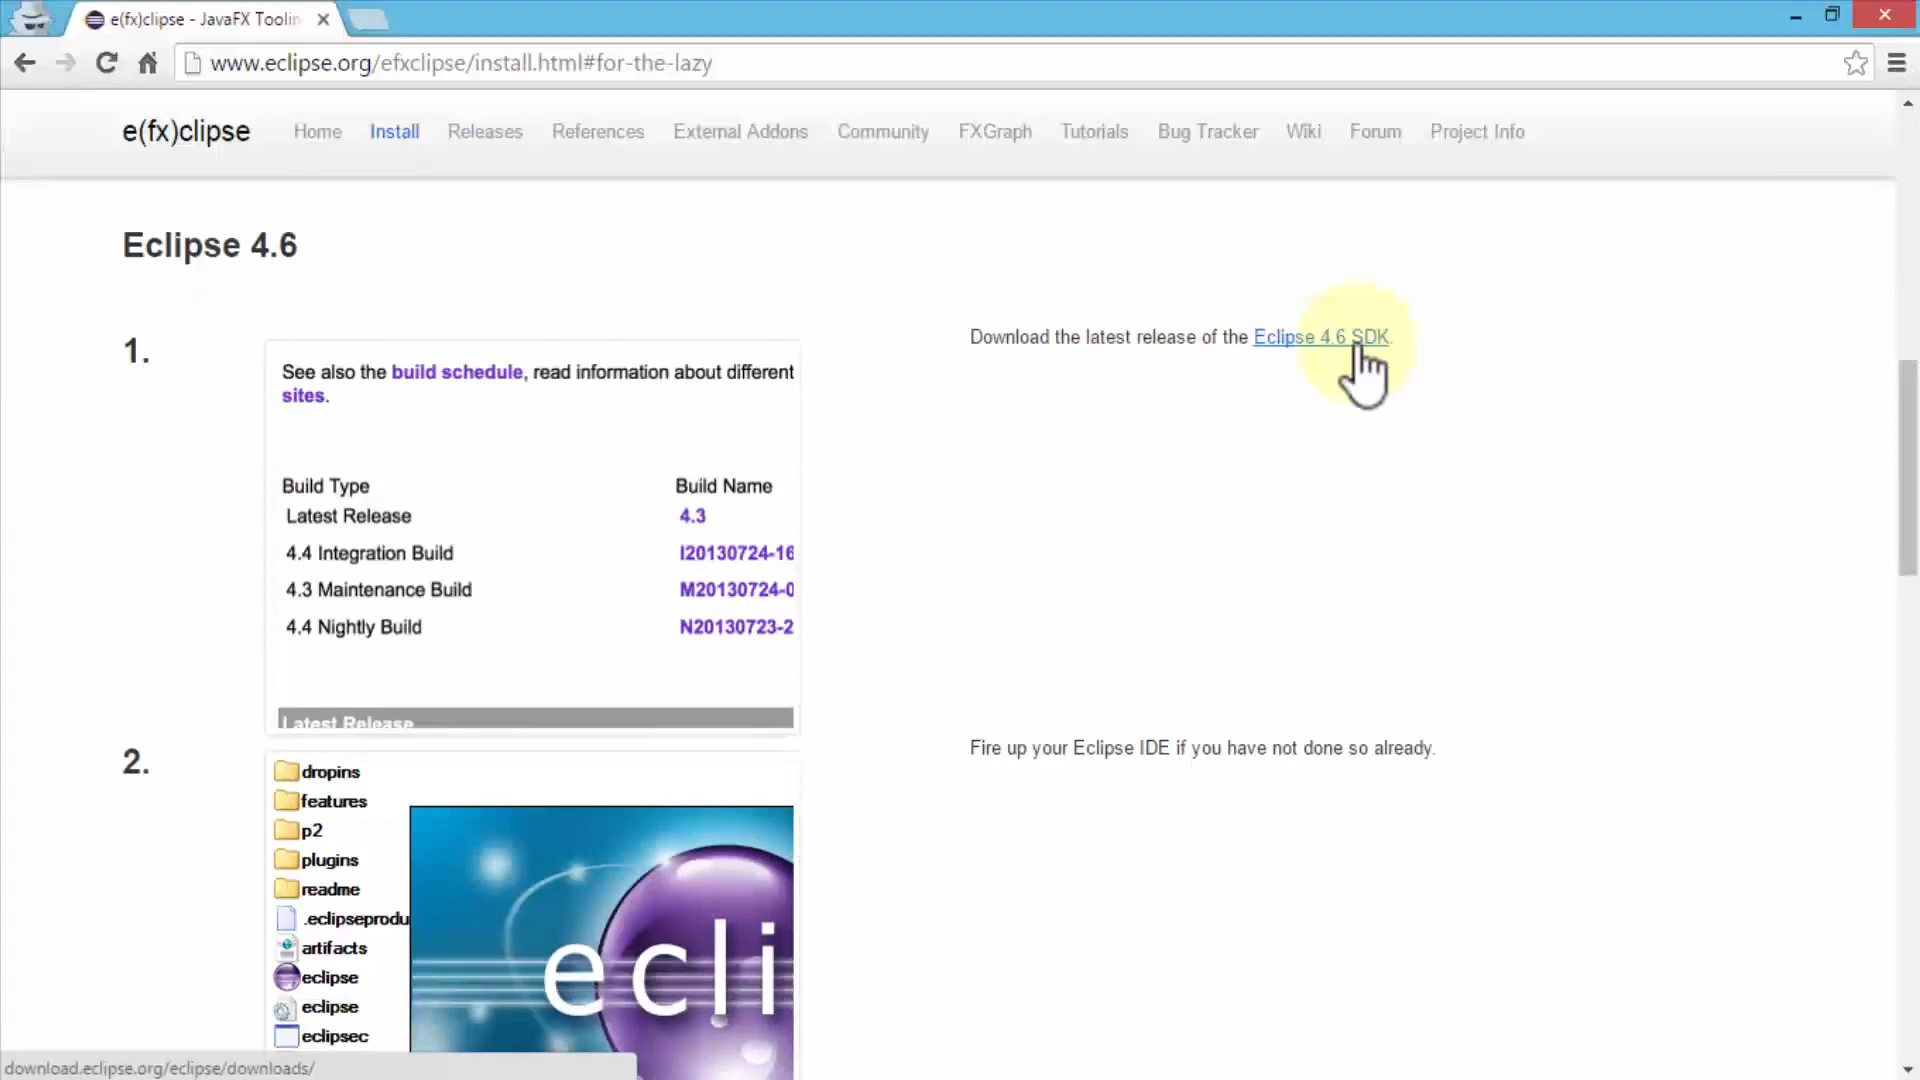 e(fx)clipse - JavaFX Toolin
www.eclipse.org/efxclipse/install.html#for-the-lazy
e(fx)clipse Home Install Releases References External Addons Community FXGraph Tutorials Bug Tracker Wiki Forum Project Info
Eclipse 4.6
1.
See also the build schedule, read information about different
sites.
Build Type Build Name
Latest Release 4.3
4.4 Integration Build I20130724-16
4.3 Maintenance Build M20130724-0
4.4 Nightly Build N20130723-2
Latest Release
Download the latest release of the Eclipse 4.6 SDK.
2.
dropins
features
p2
plugins
readme
.eclipseprodu
artifacts
eclipse
eclipse
eclipsec
ecli
Fire up your Eclipse IDE if you have not done so already.
download.eclipse.org/eclipse/downloads/